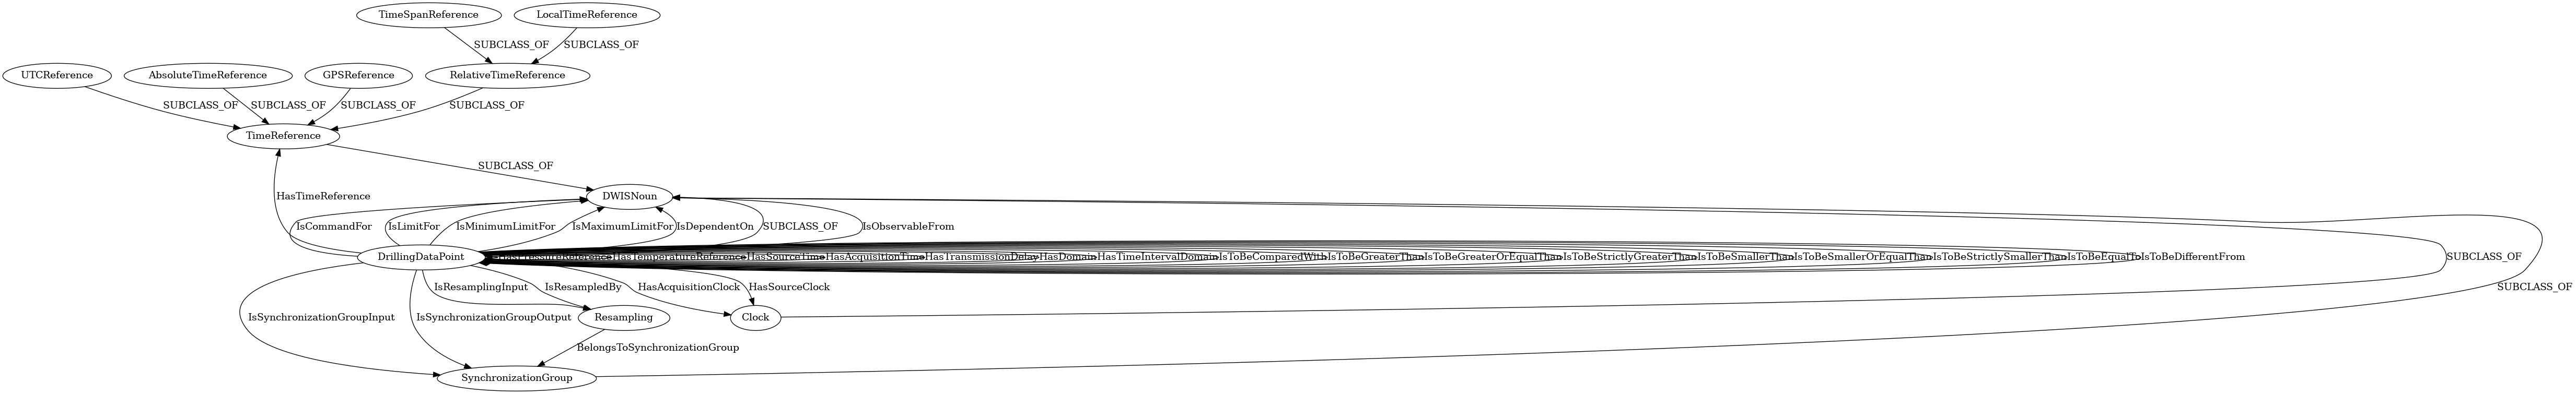 TimeSpanReference
LocalTimeReference
SUBCLASS_OF
SUBCLASS_OF
UTCReference
AbsoluteTimeReference
GPSReference
RelativeTimeReference
SUBCLASS_OF
SUBCLASS_OF
SUBCLASS_OF
SUBCLASS_OF
TimeReference
SUBCLASS_OF
HasTimeReference
DWISNoun
IsCommandFor
IsLimitFor
IsMinimumLimitFor
IsMaximumLimitFor
IsDependentOn
SUBCLASS_OF
IsObservableFrom
DrillingDataPoint
HasPressureReference
HasTemperatureReference
HasSourceTime
HasAcquisitionTime
HasTransmissionDelay
HasDomain
HasTimeIntervalDomain
IsToBeComparedWith
IsToBeGreaterThan
IsToBeGreaterOrEqualThan
IsToBeStrictlyGreaterThan
IsToBeSmallerThan
IsToBeSmallerOrEqualThan
IsToBeStrictlySmallerThan
IsToBeEqualTo
IsToBeDifferentFrom
SUBCLASS_OF
IsResamplingInput
IsResampledBy
HasAcquisitionClock
HasSourceClock
SUBCLASS_OF
IsSynchronizationGroupInput
IsSynchronizationGroupOutput
Resampling
Clock
BelongsToSynchronizationGroup
SynchronizationGroup